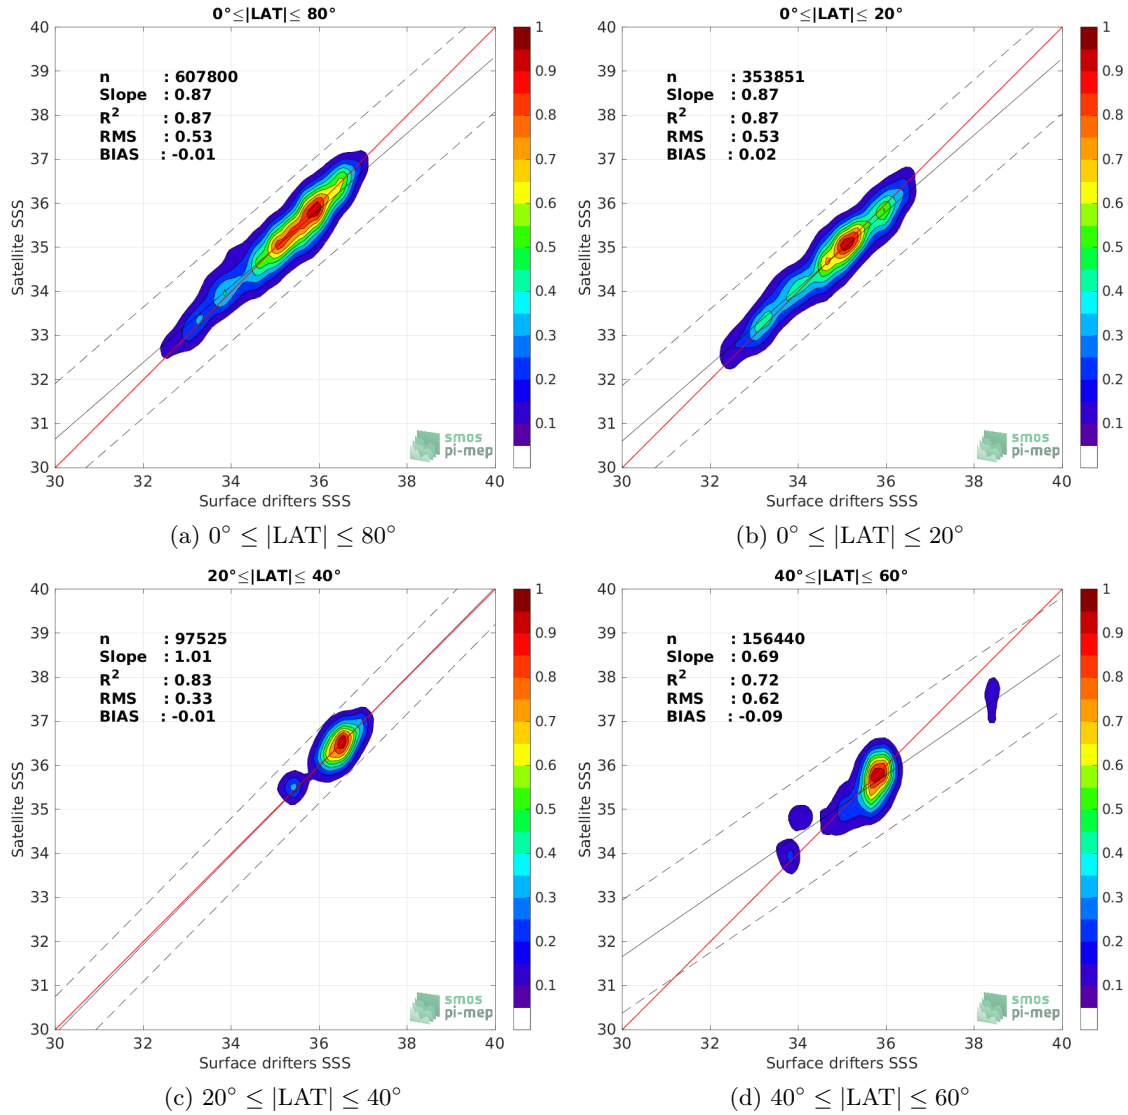 0°≤|LAT|≤ 80°
n : 607800
Slope : 0.87
R² : 0.87
RMS : 0.53
BIAS : -0.01
Satellite SSS
40
39
38
37
36
35
34
33
32
31
30
30 32 34 36 38 40
Surface drifters SSS
1
0.9
0.8
0.7
0.6
0.5
0.4
0.3
0.2
0.1
smos
pi-mep
(a) 0° ≤ |LAT| ≤ 80°
0°≤|LAT|≤ 20°
n : 353851
Slope : 0.87
R² : 0.87
RMS : 0.53
BIAS : 0.02
Satellite SSS
40
39
38
37
36
35
34
33
32
31
30
30 32 34 36 38 40
Surface drifters SSS
1
0.9
0.8
0.7
0.6
0.5
0.4
0.3
0.2
0.1
smos
pi-mep
(b) 0° ≤ |LAT| ≤ 20°
20°≤|LAT|≤ 40°
n : 97525
Slope : 1.01
R² : 0.83
RMS : 0.33
BIAS : -0.01
Satellite SSS
40
39
38
37
36
35
34
33
32
31
30
30 32 34 36 38 40
Surface drifters SSS
1
0.9
0.8
0.7
0.6
0.5
0.4
0.3
0.2
0.1
smos
pi-mep
(c) 20° ≤ |LAT| ≤ 40°
40°≤|LAT|≤ 60°
n : 156440
Slope : 0.69
R² : 0.72
RMS : 0.62
BIAS : -0.09
Satellite SSS
40
39
38
37
36
35
34
33
32
31
30
30 32 34 36 38 40
Surface drifters SSS
1
0.9
0.8
0.7
0.6
0.5
0.4
0.3
0.2
0.1
smos
pi-mep
(d) 40° ≤ |LAT| ≤ 60°